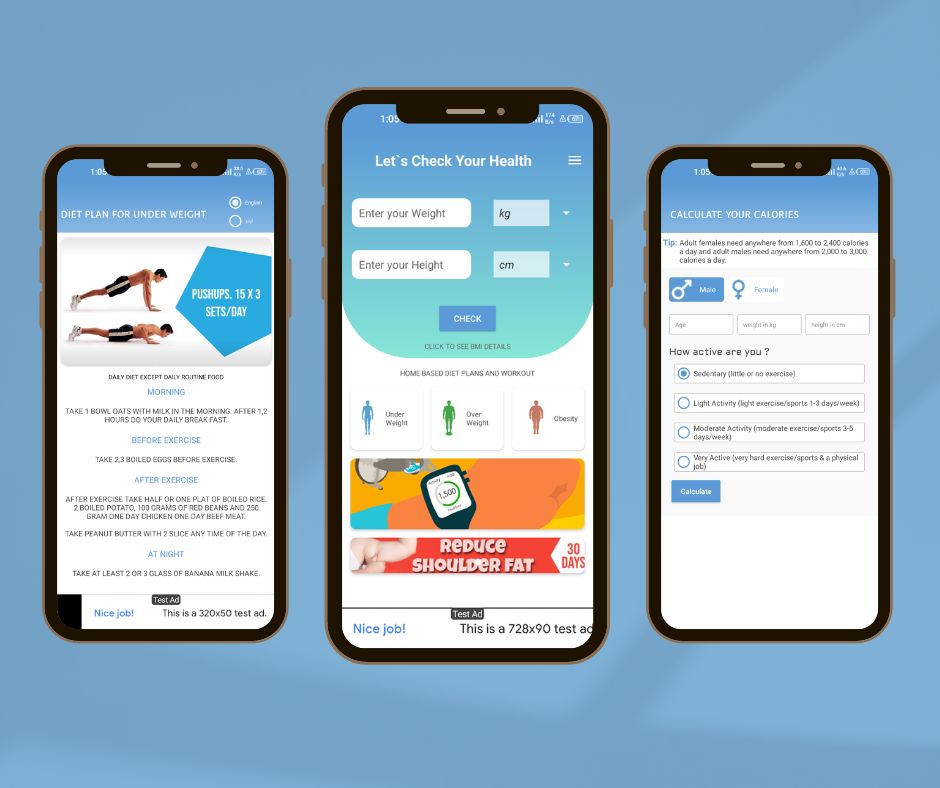 1:05
38.5
K/s
67
DIET PLAN FOR UNDER WEIGHT
English
اردو
PUSHUPS. 15 X 3
SETS/DAY
DAILY DIET EXCEPT DAILY ROUTINE FOOD
MORNING
TAKE 1 BOWL OATS WITH MILK IN THE MORNING. AFTER 1,2
HOURS DO YOUR DAILY BREAK FAST.
BEFORE EXERCISE
TAKE 2,3 BOILED EGGS BEFORE EXERCISE.
AFTER EXERCISE
AFTER EXERCISE TAKE HALF OR ONE PLAT OF BOILED RICE,
2 BOILED POTATO, 100 GRAMS OF RED BEANS AND 250
GRAM ONE DAY CHICKEN ONE DAY BEEF MEAT.
TAKE PEANUT BUTTER WITH 2 SLICE ANY TIME OF THE DAY.
AT NIGHT
TAKE AT LEAST 2 OR 3 GLASS OF BANANA MILK SHAKE.
Test Ad
Nice job! This is a 320x50 test ad.
1:05
174
B/s
67
Let`s Check Your Health
Enter your Weight kg
Enter your Height cm
CHECK
CLICK TO SEE BMI DETAILS
HOME BASED DIET PLANS AND WORKOUT
Under
Weight
Over
Weight
Obesity
Activity
1,500
REDUCE
SHOULDER FAT
30
DAYS
Test Ad
Nice job! This is a 728x90 test ad
1:05
K/s
67
CALCULATE YOUR CALORIES
Tip: Adult females need anywhere from 1,600 to 2,400 calories
a day and adult males need anywhere from 2,000 to 3,000
calories a day.
Male Female
Age weight in kg height in cm
How active are you ?
Sedentary (little or no exercise)
Light Activity (light exercise/sports 1-3 days/week)
Moderate Activity (moderate exercise/sports 3-5
days/week)
Very Active (very hard exercise/sports & a physical
job)
Calculate